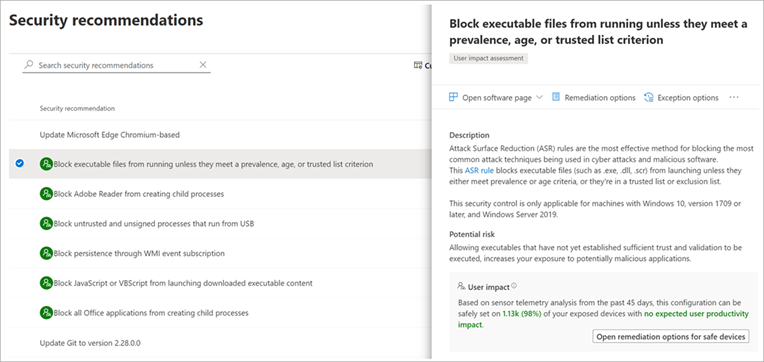 Security recommendations
Search security recommendations
Cu
Security recommendation
Update Microsoft Edge Chromium-based
Block executable files from running unless they meet a prevalence, age, or trusted list criterion
Block Adobe Reader from creating child processes
Block untrusted and unsigned processes that run from USB
Block persistence through WMI event subscription
Block JavaScript or VBScript from launching downloaded executable content
Block all Office applications from creating child processes
Update Git to version 2.28.0.0
Block executable files from running unless they meet a
prevalence, age, or trusted list criterion
User impact assessment
Open software page
Remediation options
Exception options
Description
Attack Surface Reduction (ASR) rules are the most effective method for blocking the most
common attack techniques being used in cyber attacks and malicious software.
This ASR rule blocks executable files (such as .exe, .dll, .scr) from launching unless they
either meet prevalence or age criteria, or they're in a trusted list or exclusion list.
This security control is only applicable for machines with Windows 10, version 1709 or
later, and Windows Server 2019.
Potential risk
Allowing executables that have not yet established sufficient trust and validation to be
executed, increases your exposure to potentially malicious applications.
User impact
Based on sensor telemetry analysis from the past 45 days, this configuration can be
safely set on 1.13k (98%) of your exposed devices with no expected user productivity
impact.
Open remediation options for safe devices